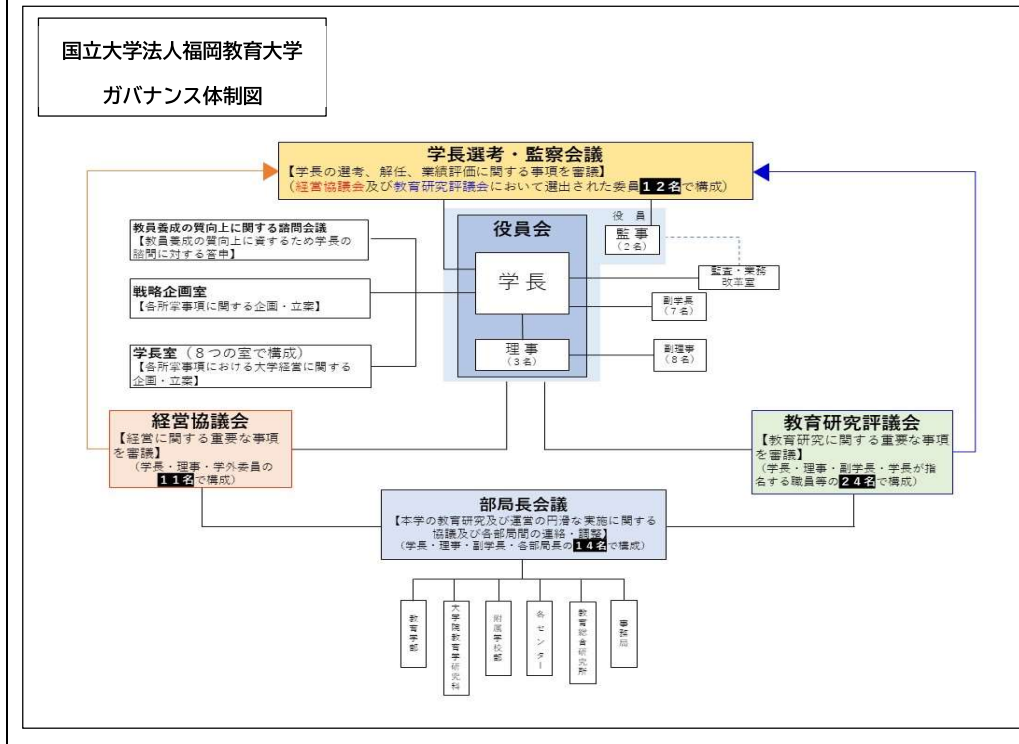 国立大学法人福岡教育大学
ガバナンス体制図
学長選考・監察会議
【学長の選考、解任、業績評価に関する事項を審議】
（経営協議会及び教育研究評議会において選出された委員１２名で構成）
教員養成の質向上に関する諮問会議
【教員養成の質向上に資するため学長の
諮問に対する答申】
戦略企画室
【各所掌事項に関する企画・立案】
学長室（８つの室で構成）
【各所掌事項における大学経営に関する
企画・立案】
役員会
学長
理事
（３名）
役員
監事
（２名）
監査・業務
改革室
副学長
（７名）
副理事
（８名）
経営協議会
【経営に関する重要な事項
を審議】
（学長・理事・学外委員の
１１名で構成）
教育研究評議会
【教育研究に関する重要な事項
を審議】
（学長・理事・副学長・学長が指
名する職員等の２４名で構成）
部局長会議
【本学の教育研究及び運営の円滑な実施に関する
協議及び各部局間の連絡・調整】
（学長・理事・副学長・各部局長の１４名で構成）
教育学部
大学院教育学研究科
附属学校部
各センター
教育総合研究所
事務局